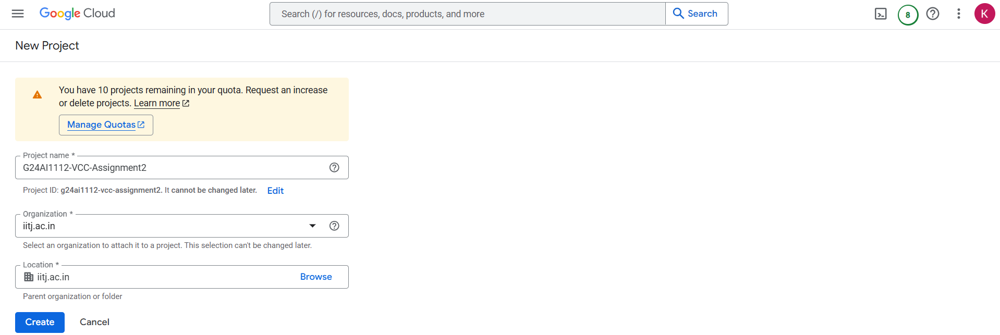 Google Cloud
Search (/) for resources, docs, products, and more
Search
8
K
New Project
You have 10 projects remaining in your quota. Request an increase
or delete projects. Learn more
Manage Quotas
Project name *
G24AI1112-VCC-Assignment2
Project ID: g24ai1112-vcc-assignment2. It cannot be changed later. Edit
Organization *
iitj.ac.in
Select an organization to attach it to a project. This selection can't be changed later.
Location *
iitj.ac.in
Browse
Parent organization or folder
Create
Cancel